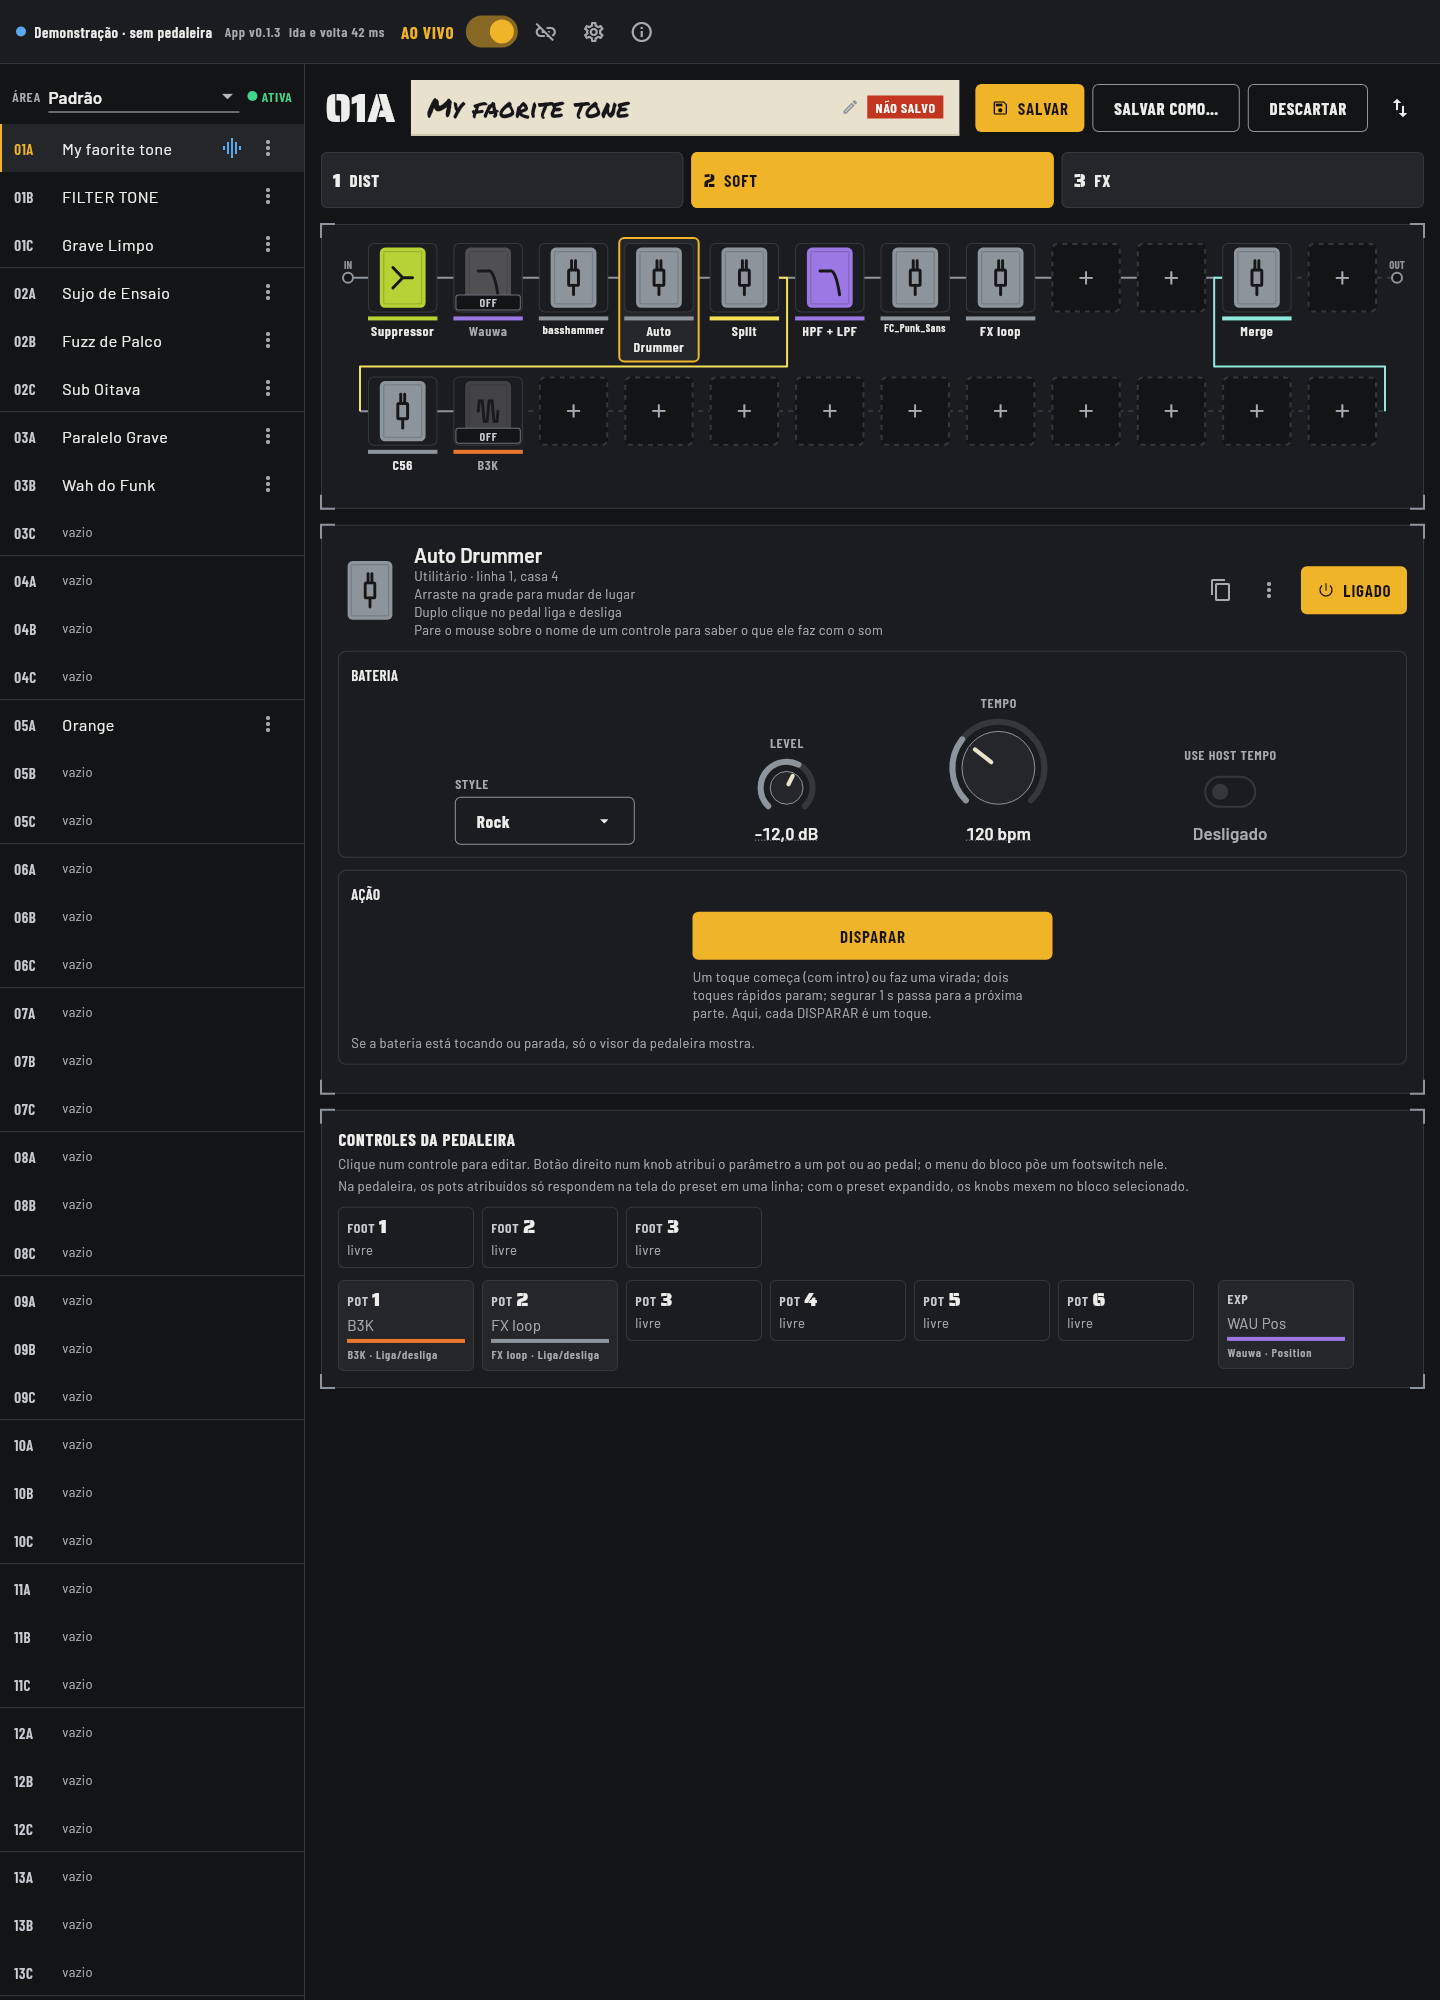 Demonstração · sem pedaleira App v0.1.3 Ida e volta 42 ms AO VIVO
ÁREA Padrão ATIVA
01A My faorite tone
01B FILTER TONE
01C Grave Limpo
02A Sujo de Ensaio
02B Fuzz de Palco
02C Sub Oitava
03A Paralelo Grave
03B Wah do Funk
03C vazio
04A vazio
04B vazio
04C vazio
05A Orange
05B vazio
05C vazio
06A vazio
06B vazio
06C vazio
07A vazio
07B vazio
07C vazio
08A vazio
08B vazio
08C vazio
09A vazio
09B vazio
09C vazio
10A vazio
10B vazio
10C vazio
11A vazio
11B vazio
11C vazio
12A vazio
12B vazio
12C vazio
13A vazio
13B vazio
13C vazio
01A My faorite tone NÃO SALVO SALVAR SALVAR COMO... DESCARTAR
1 DIST 2 SOFT 3 FX
IN OUT
OFF
Suppressor Wauwa basshammer Auto Drummer Split HPF + LPF FC_Punk_Sans FX loop Merge
OFF
C56 B3K
Auto Drummer
Utilitário · linha 1, casa 4
Arraste na grade para mudar de lugar
Duplo clique no pedal liga e desliga
Pare o mouse sobre o nome de um controle para saber o que ele faz com o som
LIGADO
BATERIA
STYLE LEVEL TEMPO USE HOST TEMPO
Rock -12,0 dB 120 bpm Desligado
AÇÃO
DISPARAR
Um toque começa (com intro) ou faz uma virada; dois
toques rápidos param; segurar 1 s passa para a próxima
parte. Aqui, cada DISPARAR é um toque.
Se a bateria está tocando ou parada, só o visor da pedaleira mostra.
CONTROLES DA PEDALEIRA
Clique num controle para editar. Botão direito num knob atribui o parâmetro a um pot ou ao pedal; o menu do bloco põe um footswitch nele.
Na pedaleira, os pots atribuídos só respondem na tela do preset em uma linha; com o preset expandido, os knobs mexem no bloco selecionado.
FOOT 1 FOOT 2 FOOT 3
livre livre livre
POT 1 POT 2 POT 3 POT 4 POT 5 POT 6 EXP
B3K FX loop livre livre livre livre WAU Pos
B3K · Liga/desliga FX loop · Liga/desliga Wauwa · Position